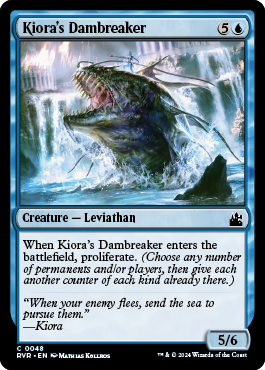 Kiora's Dambreaker 5
Creature — Leviathan
When Kiora's Dambreaker enters the
battlefield, proliferate. (Choose any number
of permanents and/or players, then give each
another counter of each kind already there.)
"When your enemy flees, send the sea to
pursue them."
—Kiora
5/6
C 0048
RVR • EN Mathias Kollros
™ & © 2024 Wizards of the Coast